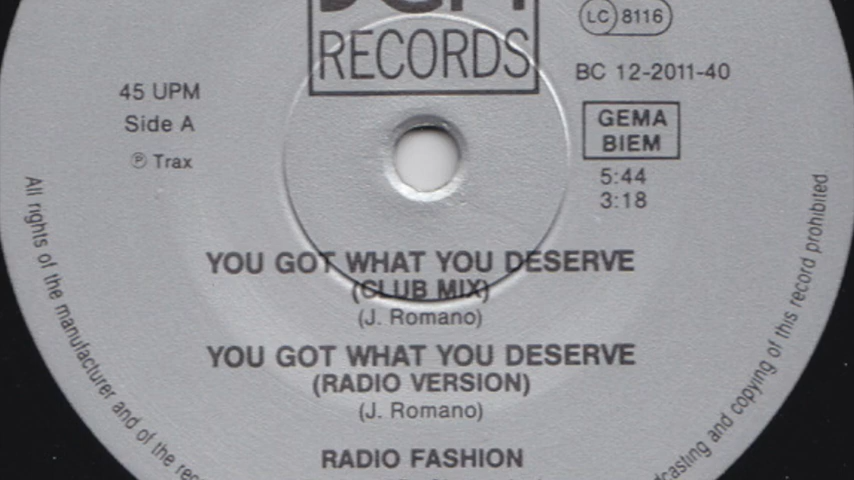 RECORDS
LC 8116
BC 12-2011-40
45 UPM
Side A
Ⓟ Trax
GEMA
BIEM
5:44
3:18
YOU GOT WHAT YOU DESERVE
(CLUB MIX)
(J. Romano)
YOU GOT WHAT YOU DESERVE
(RADIO VERSION)
(J. Romano)
RADIO FASHION
All rights of the manufacturer and of the
and copying of this record prohibited